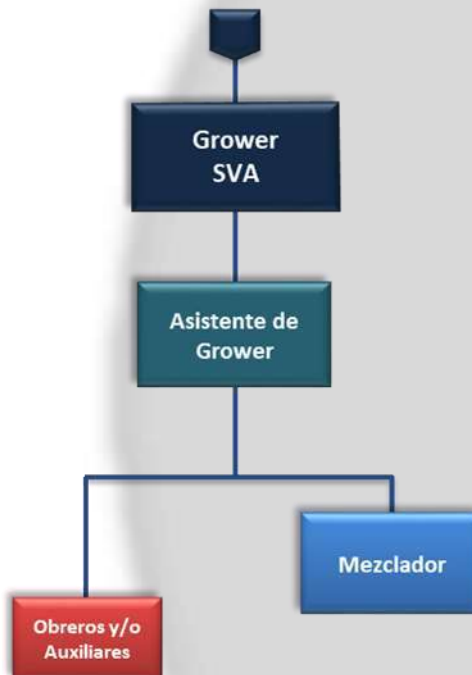 Grower
SVA
Asistente de
Grower
Mezclador
Obreros y/o
Auxiliares